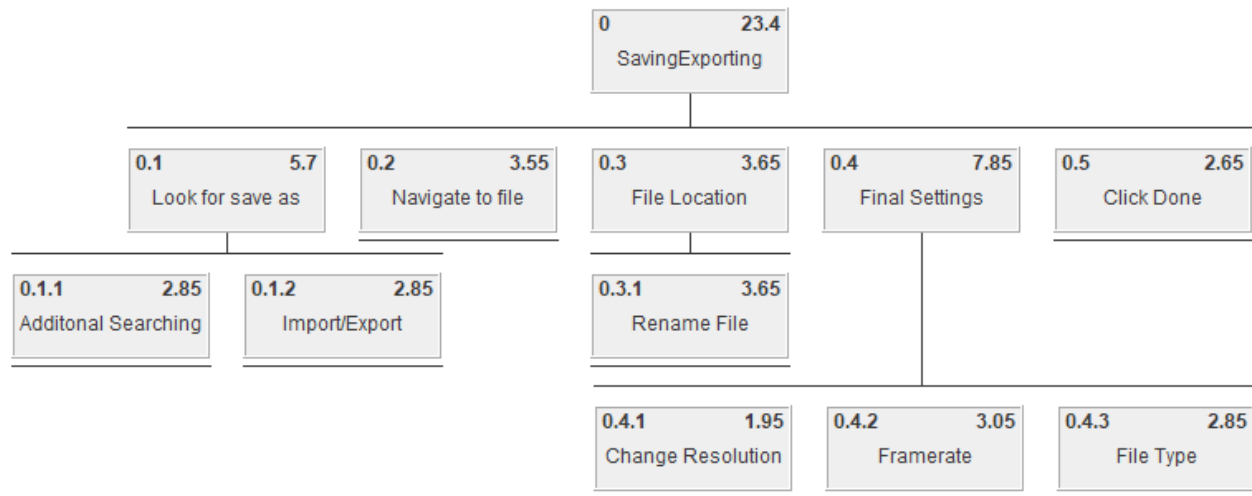 0 23.4
SavingExporting
0.1 5.7
Look for save as
0.2 3.55
Navigate to file
0.3 3.65
File Location
0.4 7.85
Final Settings
0.5 2.65
Click Done
0.1.1 2.85
Additonal Searching
0.1.2 2.85
Import/Export
0.3.1 3.65
Rename File
0.4.1 1.95
Change Resolution
0.4.2 3.05
Framerate
0.4.3 2.85
File Type